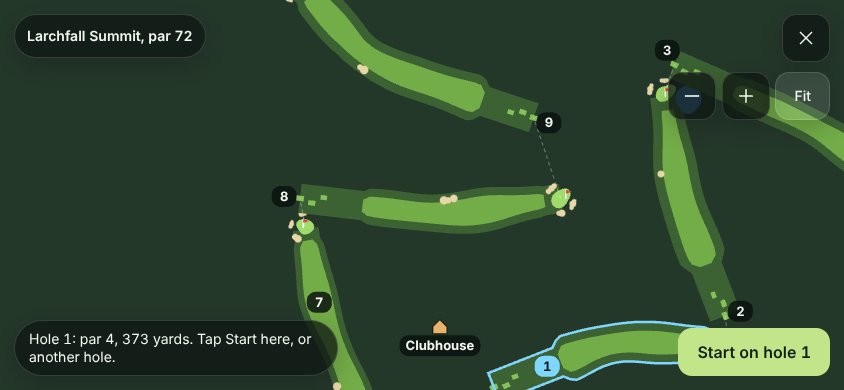 Larchfall Summit, par 72
3
Fit
9
8
2
7
Hole 1: par 4, 373 yards. Tap Start here, or
another hole.
Clubhouse
1
Start on hole 1